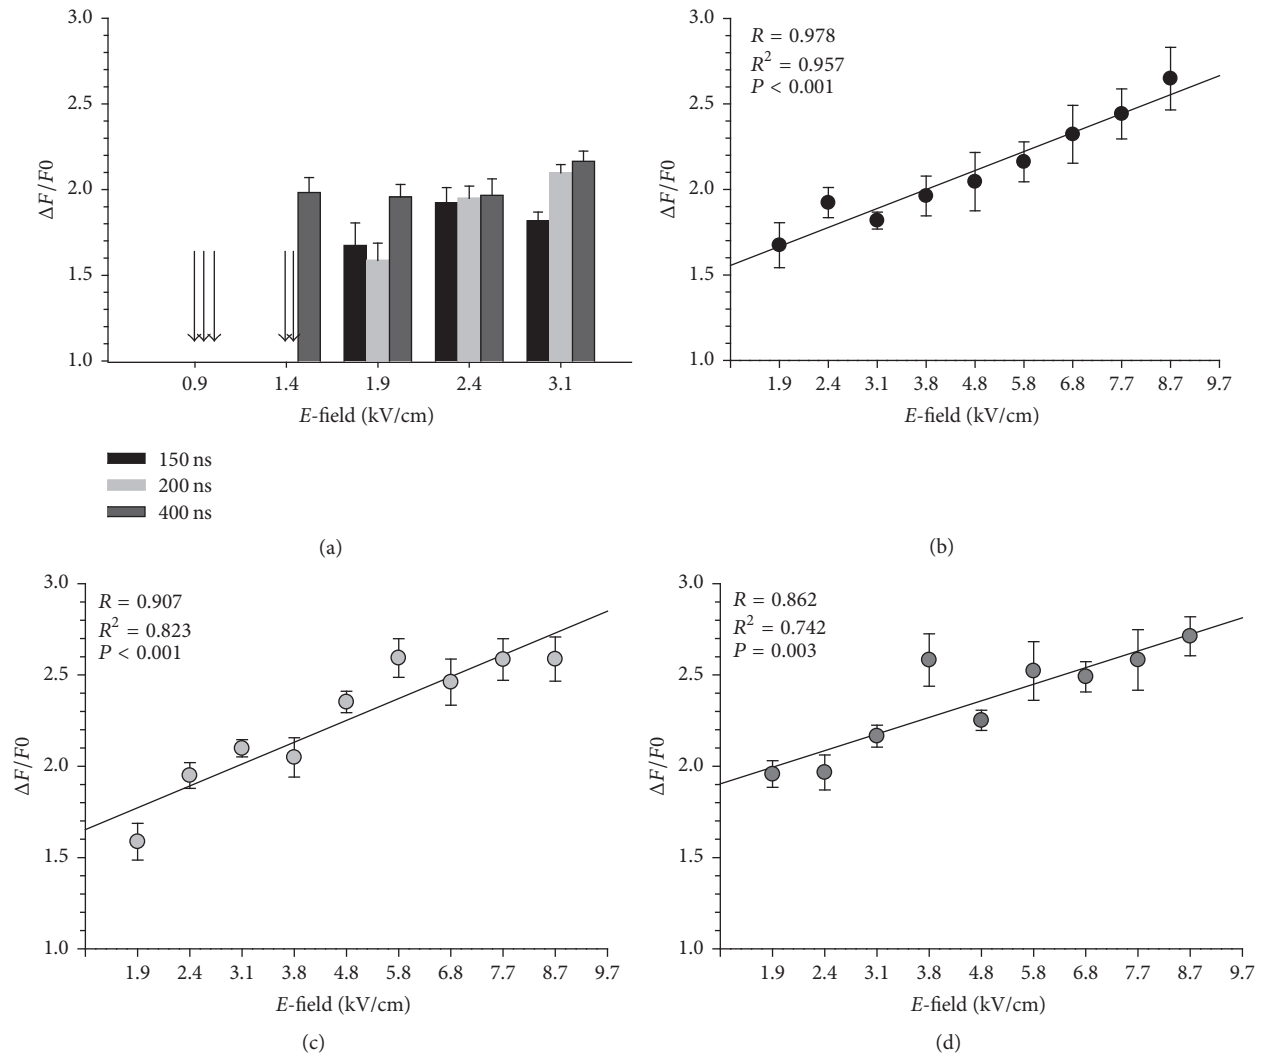 3.0
2.5
2.0
1.5
1.0
ΔF/F0
0.9 1.4 1.9 2.4 3.1
E-field (kV/cm)
150 ns
200 ns
400 ns
(a)
3.0
2.5
2.0
1.5
1.0
ΔF/F0
R = 0.978
R² = 0.957
P < 0.001
1.9 2.4 3.1 3.8 4.8 5.8 6.8 7.7 8.7 9.7
E-field (kV/cm)
(b)
3.0
2.5
2.0
1.5
1.0
ΔF/F0
R = 0.907
R² = 0.823
P < 0.001
1.9 2.4 3.1 3.8 4.8 5.8 6.8 7.7 8.7 9.7
E-field (kV/cm)
(c)
3.0
2.5
2.0
1.5
1.0
ΔF/F0
R = 0.862
R² = 0.742
P = 0.003
1.9 2.4 3.1 3.8 4.8 5.8 6.8 7.7 8.7 9.7
E-field (kV/cm)
(d)